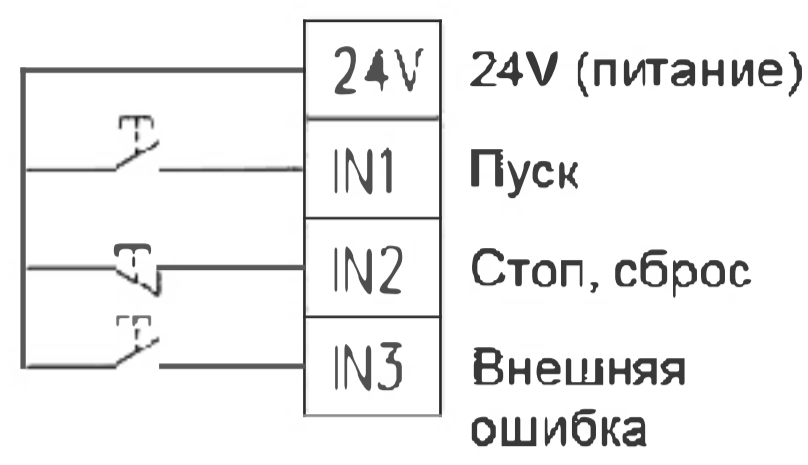 24V 24V (питание)
IN1 Пуск
IN2 Стоп, сброс
IN3 Внешняя
ошибка